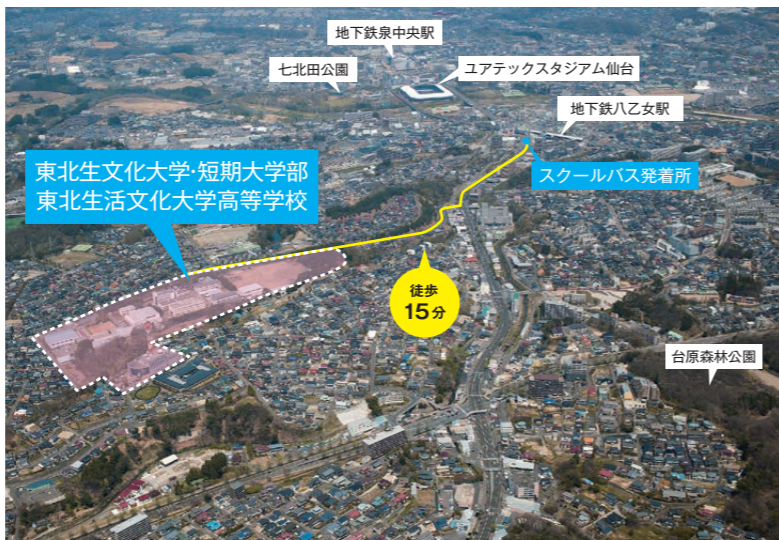 地下鉄泉中央駅
七北田公園
ユアテックスタジアム仙台
地下鉄八乙女駅
東北生文化大学·短期大学部
東北生活文化大学高等学校
スクールバス発着所
徒歩
15分
台原森林公園